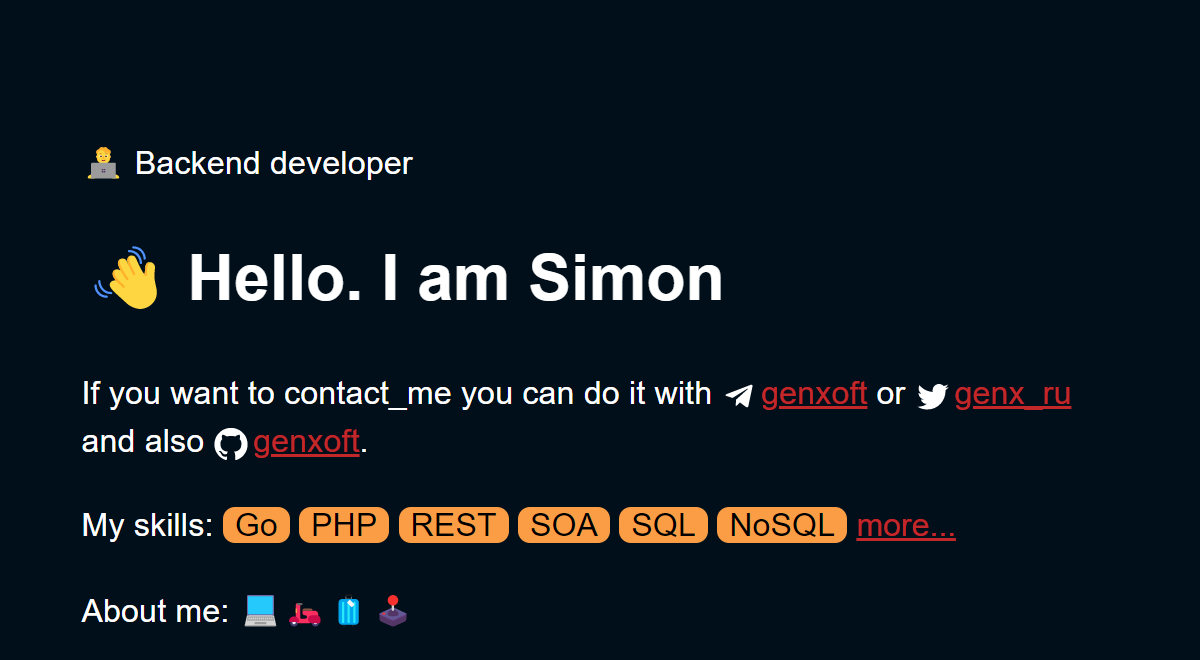 Backend developer
Hello. I am Simon
If you want to contact_me you can do it with genxoft or genx_ru
and also genxoft.
My skills: Go PHP REST SOA SQL NoSQL more...
About me: